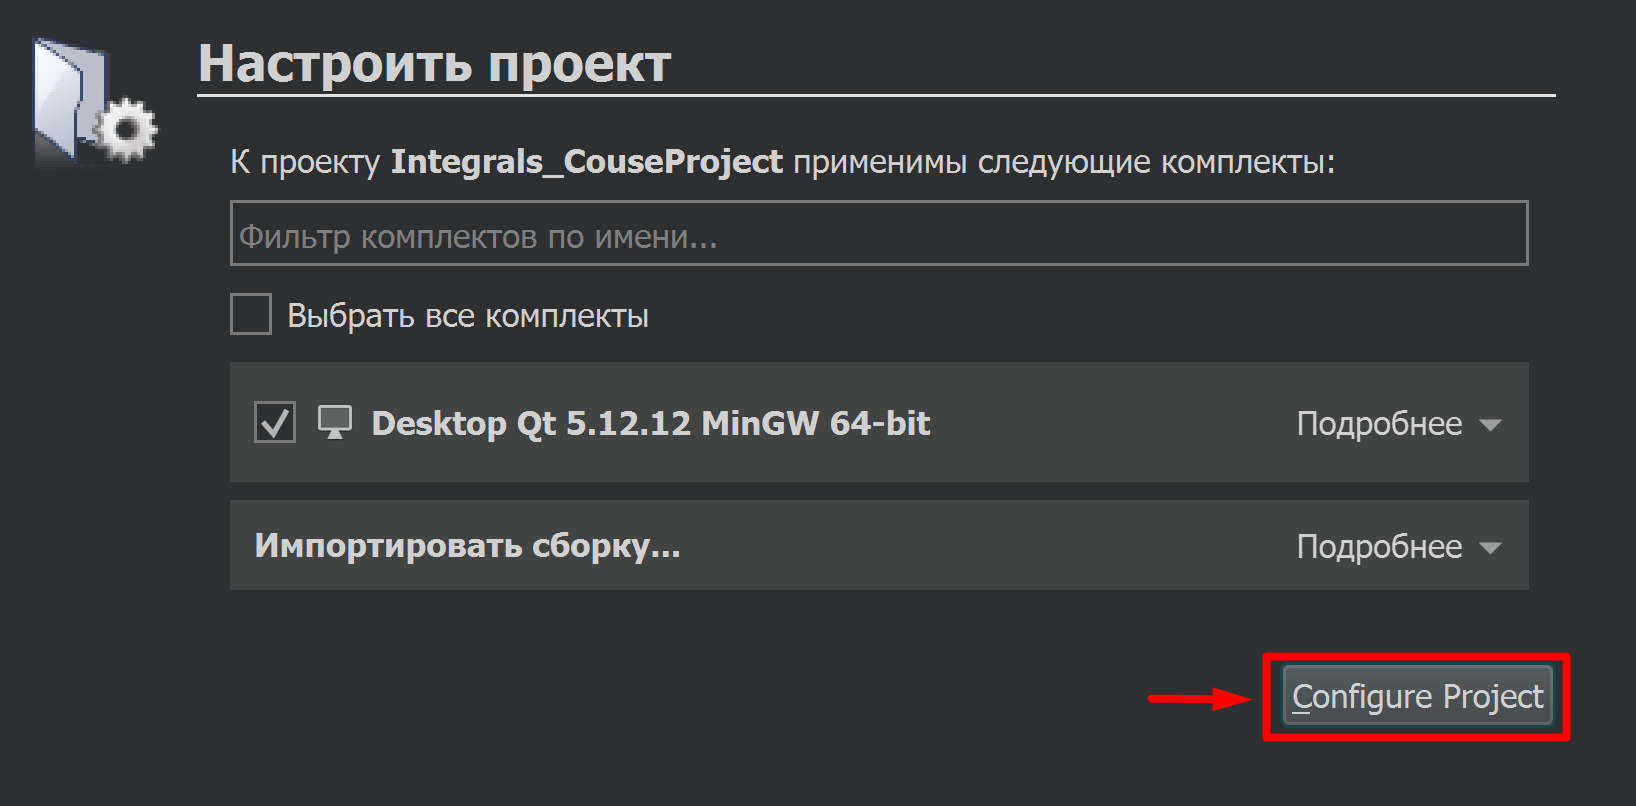 Настроить проект
К проекту Integrals_CouseProject применимы следующие комплекты:
Фильтр комплектов по имени...
Выбрать все комплекты
Desktop Qt 5.12.12 MinGW 64-bit Подробнее
Импортировать сборку... Подробнее
Configure Project